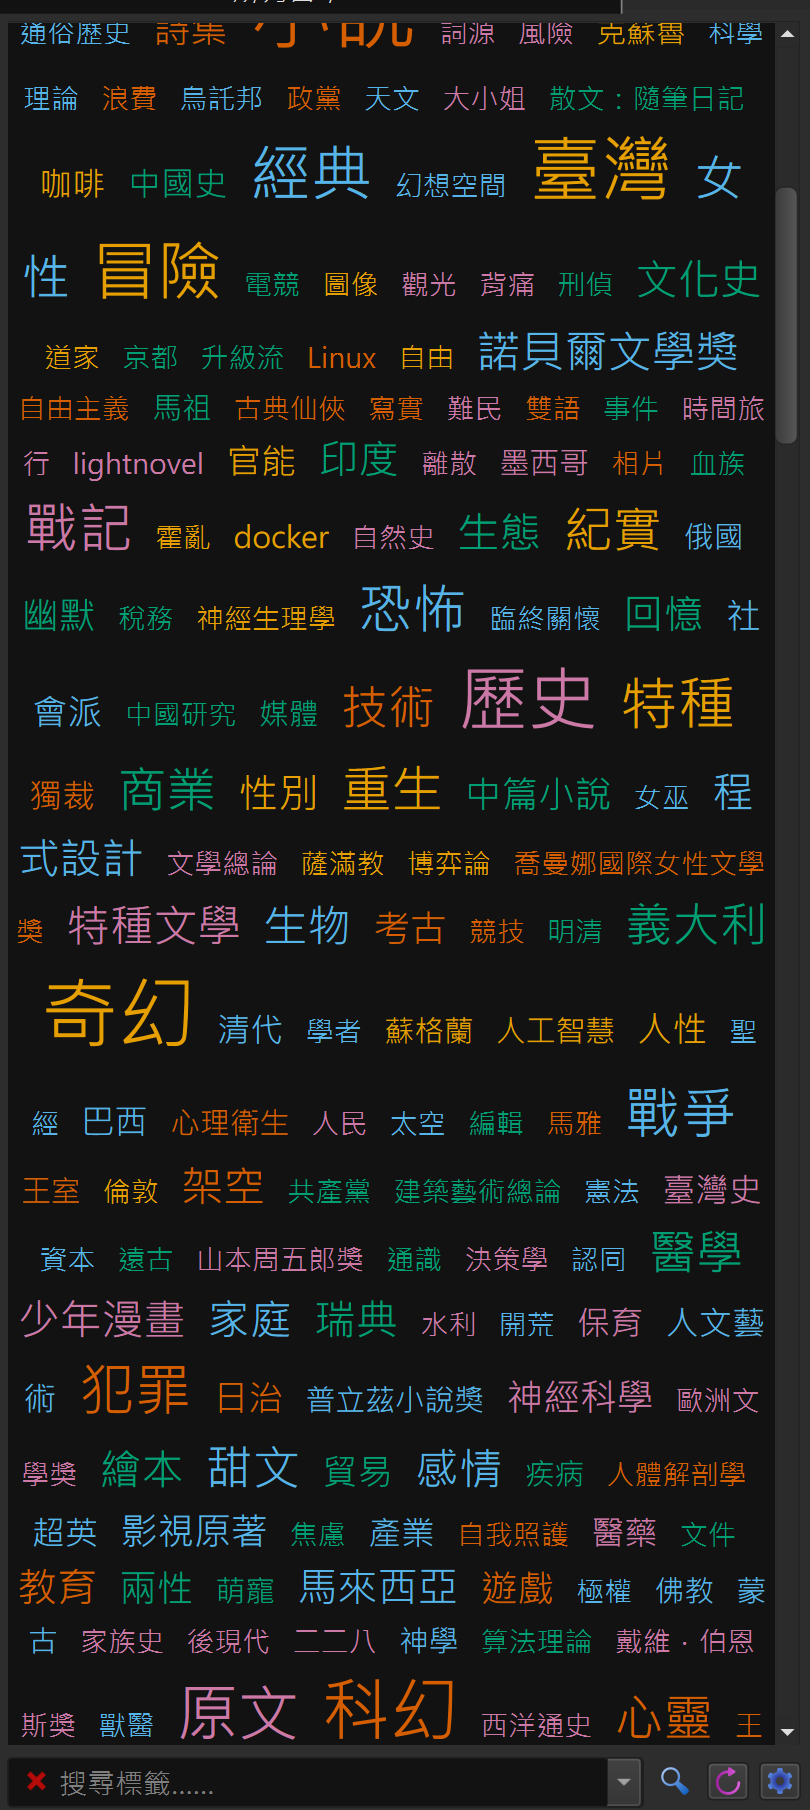 通俗歷史 詩集 小說 詞源 風險 克蘇魯 科學
理論 浪費 烏託邦 政黨 天文 大小姐 散文：隨筆日記
咖啡 中國史 經典 幻想空間 臺灣 女
性 冒險 電競 圖像 觀光 背痛 刑偵 文化史
道家 京都 升級流 Linux 自由 諾貝爾文學獎
自由主義 馬祖 古典仙俠 寫實 難民 雙語 事件 時間旅
行 lightnovel 官能 印度 離散 墨西哥 相片 血族
戰記 霍亂 docker 自然史 生態 紀實 俄國
幽默 稅務 神經生理學 恐怖 臨終關懷 回憶 社
會派 中國研究 媒體 技術 歷史 特種
獨裁 商業 性別 重生 中篇小說 女巫 程
式設計 文學總論 薩滿教 博弈論 喬曼娜國際女性文學
獎 特種文學 生物 考古 競技 明清 義大利
奇幻 清代 學者 蘇格蘭 人工智慧 人性 聖
經 巴西 心理衛生 人民 太空 編輯 馬雅 戰爭
王室 倫敦 架空 共產黨 建築藝術總論 憲法 臺灣史
資本 遠古 山本周五郎獎 通識 決策學 認同 醫學
少年漫畫 家庭 瑞典 水利 開荒 保育 人文藝
術 犯罪 日治 普立茲小說獎 神經科學 歐洲文
學獎 繪本 甜文 貿易 感情 疾病 人體解剖學
超英 影視原著 焦慮 產業 自我照護 醫藥 文件
教育 兩性 萌寵 馬來西亞 遊戲 極權 佛教 蒙
古 家族史 後現代 二二八 神學 算法理論 戴維．伯恩
斯獎 獸醫 原文 科幻 西洋通史 心靈 王
搜尋標籤......